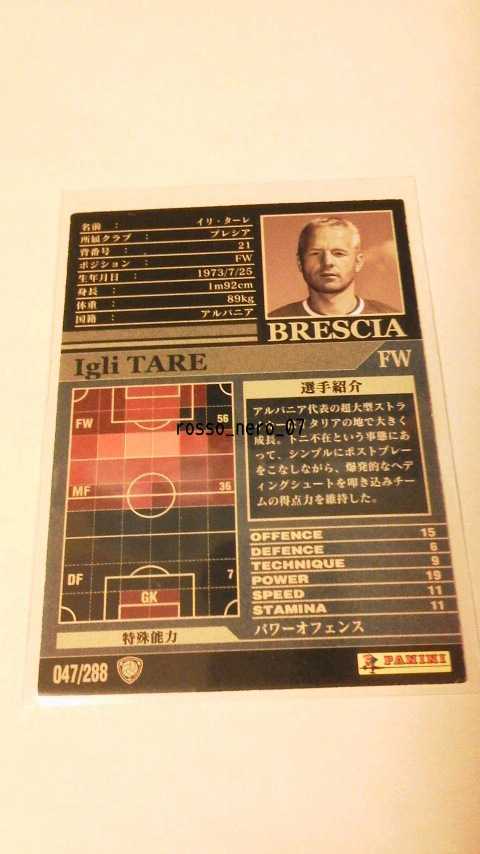 名前 : イリ・ターレ
所属クラブ : ブレシア
背番号 : 21
ポジション : FW
生年月日 : 1973/7/25
身長 : 1m92cm
体重 : 89kg
国籍 : アルバニア
BRESCIA
Igli TARE
FW
選手紹介
アルバニア代表の超大型ストラ
タリアの地で大きく
成長。トニ不在という事態にあ
って、シンプルにポストプレー
をこなしながら、爆発的なヘデ
ィングシュートを叩き込みチー
ムの得点力を維持した。
rosso_nero_07
FW 56
MF 36
DF 7
GK
OFFENCE 15
DEFENCE 6
TECHNIQUE 9
POWER 19
SPEED 11
STAMINA 11
特殊能力
パワーオフェンス
047/288
PANINI